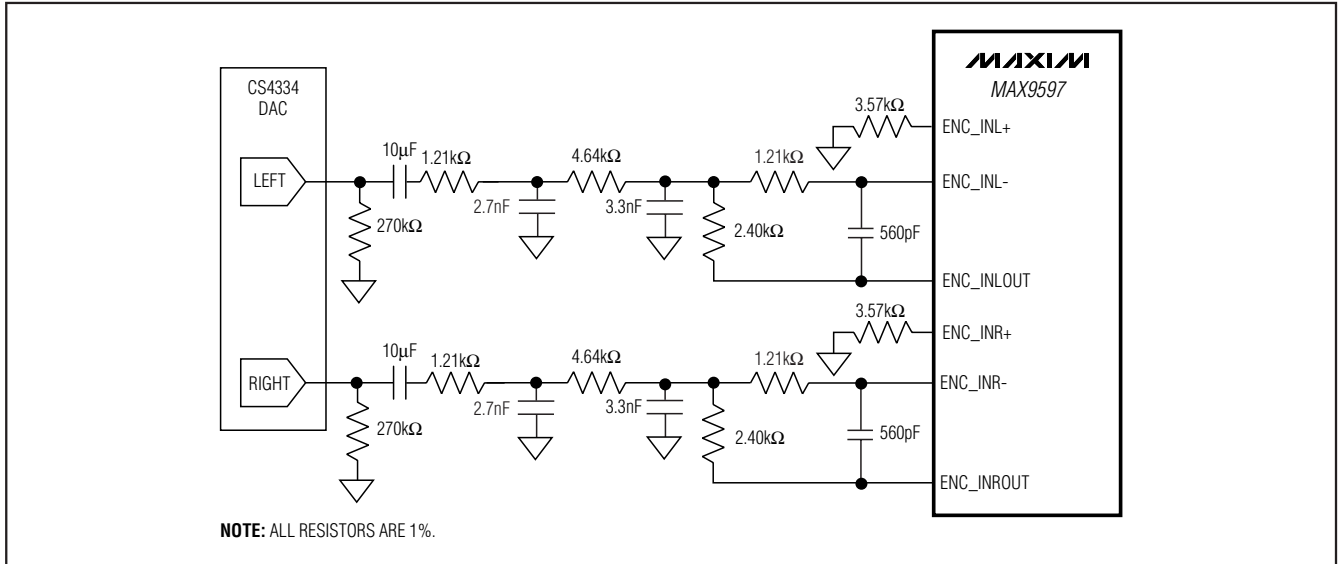 MAXIM
MAX9597
CS4334
DAC
3.57kΩ
ENC_INL+
10µF
1.21kΩ
4.64kΩ
1.21kΩ
LEFT
ENC_INL-
2.7nF
3.3nF
270kΩ
2.40kΩ
560pF
ENC_INLOUT
3.57kΩ
ENC_INR+
10µF
1.21kΩ
4.64kΩ
1.21kΩ
RIGHT
ENC_INR-
2.7nF
3.3nF
270kΩ
2.40kΩ
560pF
ENC_INROUT
NOTE: ALL RESISTORS ARE 1%.